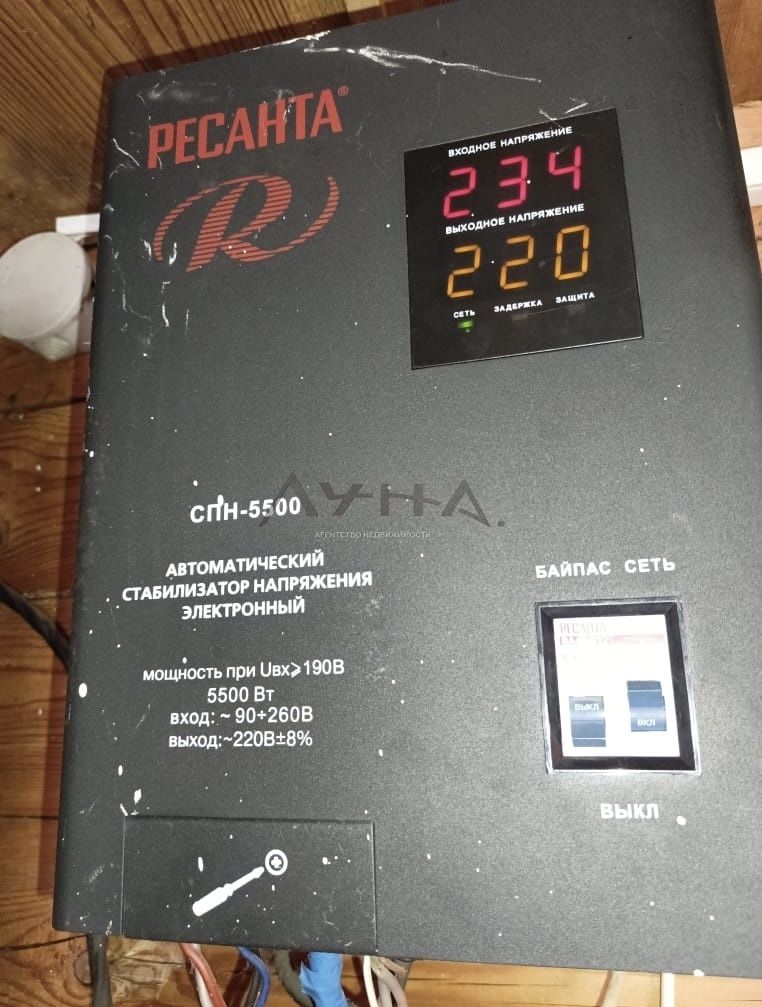 РЕСАНТА®
R
ВХОДНОЕ НАПРЯЖЕНИЕ
234
ВЫХОДНОЕ НАПРЯЖЕНИЕ
220
СЕТЬ ЗАДЕРЖКА ЗАЩИТА
СПН-5500
ЛУНА.
АГЕНТСТВО НЕДВИЖИМОСТИ
АВТОМАТИЧЕСКИЙ
СТАБИЛИЗАТОР НАПРЯЖЕНИЯ
ЭЛЕКТРОННЫЙ
БАЙПАС СЕТЬ
РЕСАНТА
мощность при Uвх⩾190В
5500 Вт
вход: ~ 90÷260В
выход:~220В±8%
ВЫКЛ ВКЛ
ВЫКЛ